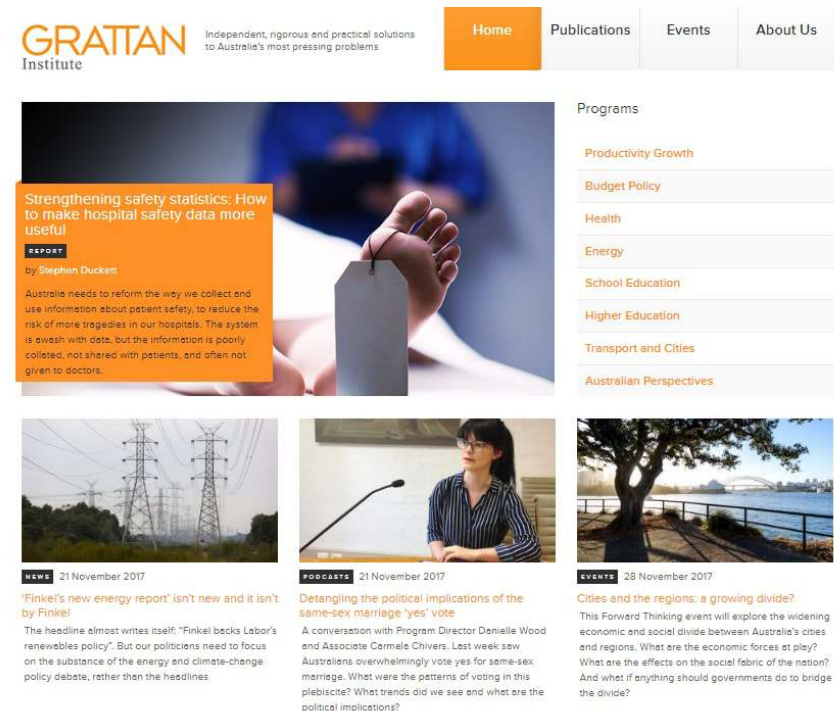 GRATTAN
Institute
Independent, rigorous and practical solutions
to Australia's most pressing problems
Home
Publications
Events
About Us
Strengthening safety statistics: How
to make hospital safety data more
useful
REPORT
by Stephen Duckett
Australia needs to reform the way we collect and
use information about patient safety, to reduce the
risk of more tragedies in our hospitals. The system
is awash with data, but the information is poorly
collated, not shared with patients, and often not
given to doctors.
Programs
Productivity Growth
Budget Policy
Health
Energy
School Education
Higher Education
Transport and Cities
Australian Perspectives
NEWS 21 November 2017
'Finkel's new energy report' isn't new and it isn't
by Finkel
The headline almost writes itself: "Finkel backs Labor's
renewables policy". But our politicians need to focus
on the substance of the energy and climate-change
policy debate, rather than the headlines
PODCASTS 21 November 2017
Detangling the political implications of the
same-sex marriage 'yes' vote
A conversation with Program Director Danielle Wood
and Associate Carmela Chivers. Last week saw
Australians overwhelmingly vote yes for same-sex
marriage. What were the patterns of voting in this
plebiscite? What trends did we see and what are the
political implications?
EVENTS 28 November 2017
Cities and the regions: a growing divide?
This Forward Thinking event will explore the widening
economic and social divide between Australia's cities
and regions. What are the economic forces at play?
What are the effects on the social fabric of the nation?
And what if anything should governments do to bridge
the divide?